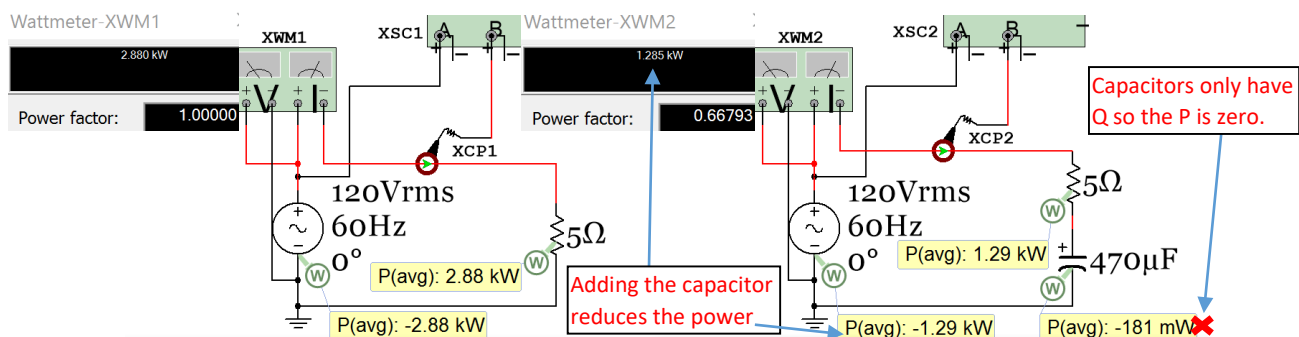 Wattmeter-XWM1
2.880 kW
Power factor: 1.00000
XWM1
V I
+ − + −
XSC1
A B
+ − + −
XCP1
120Vrms
60Hz
0°
5Ω
W
P(avg): 2.88 kW
W
P(avg): -2.88 kW
Wattmeter-XWM2
1.285 kW
Power factor: 0.66793
XWM2
V I
+ − + −
XSC2
A B
+ − + −
XCP2
120Vrms
60Hz
0°
5Ω
W
P(avg): 1.29 kW
+
470µF
W
W
P(avg): -1.29 kW
P(avg): -181 mW
Adding the capacitor
reduces the power
Capacitors only have
Q so the P is zero.